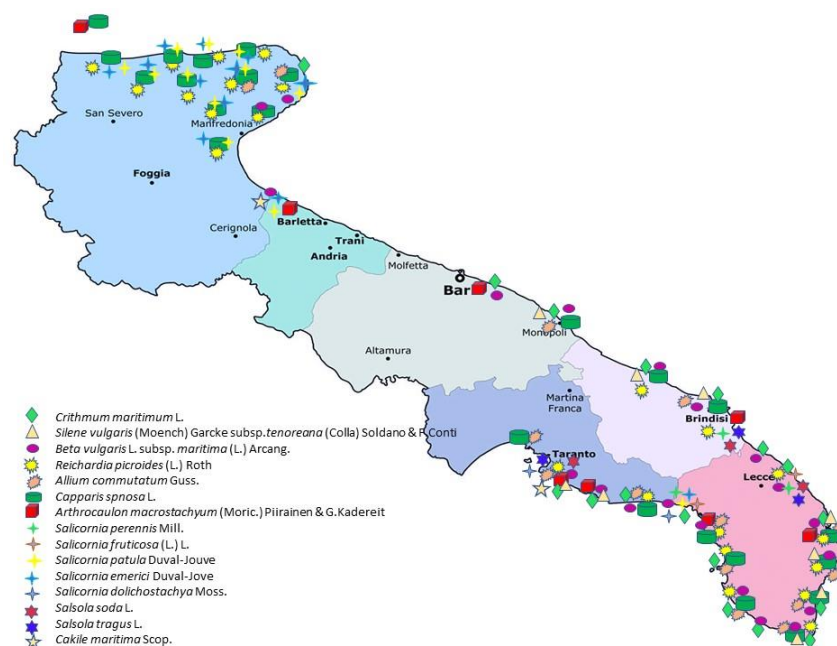 San Severo
Manfredonia
Foggia
Cerignola
Barletta
Trani
Andria
Molfetta
Bar
Monopoli
Altamura
Martina
Franca
Brindisi
Taranto
Lecce
Crithmum maritimum L.
Silene vulgaris (Moench) Garcke subsp.tenoreana (Colla) Soldano & F.Conti
Beta vulgaris L. subsp. maritima (L.) Arcang.
Reichardia picroides (L.) Roth
Allium commutatum Guss.
Capparis spnosa L.
Arthrocaulon macrostachyum (Moric.) Piirainen & G.Kadereit
Salicornia perennis Mill.
Salicornia fruticosa (L.) L.
Salicornia patula Duval-Jouve
Salicornia emerici Duval-Jove
Salicornia dolichostachya Moss.
Salsola soda L.
Salsola tragus L.
Cakile maritima Scop.